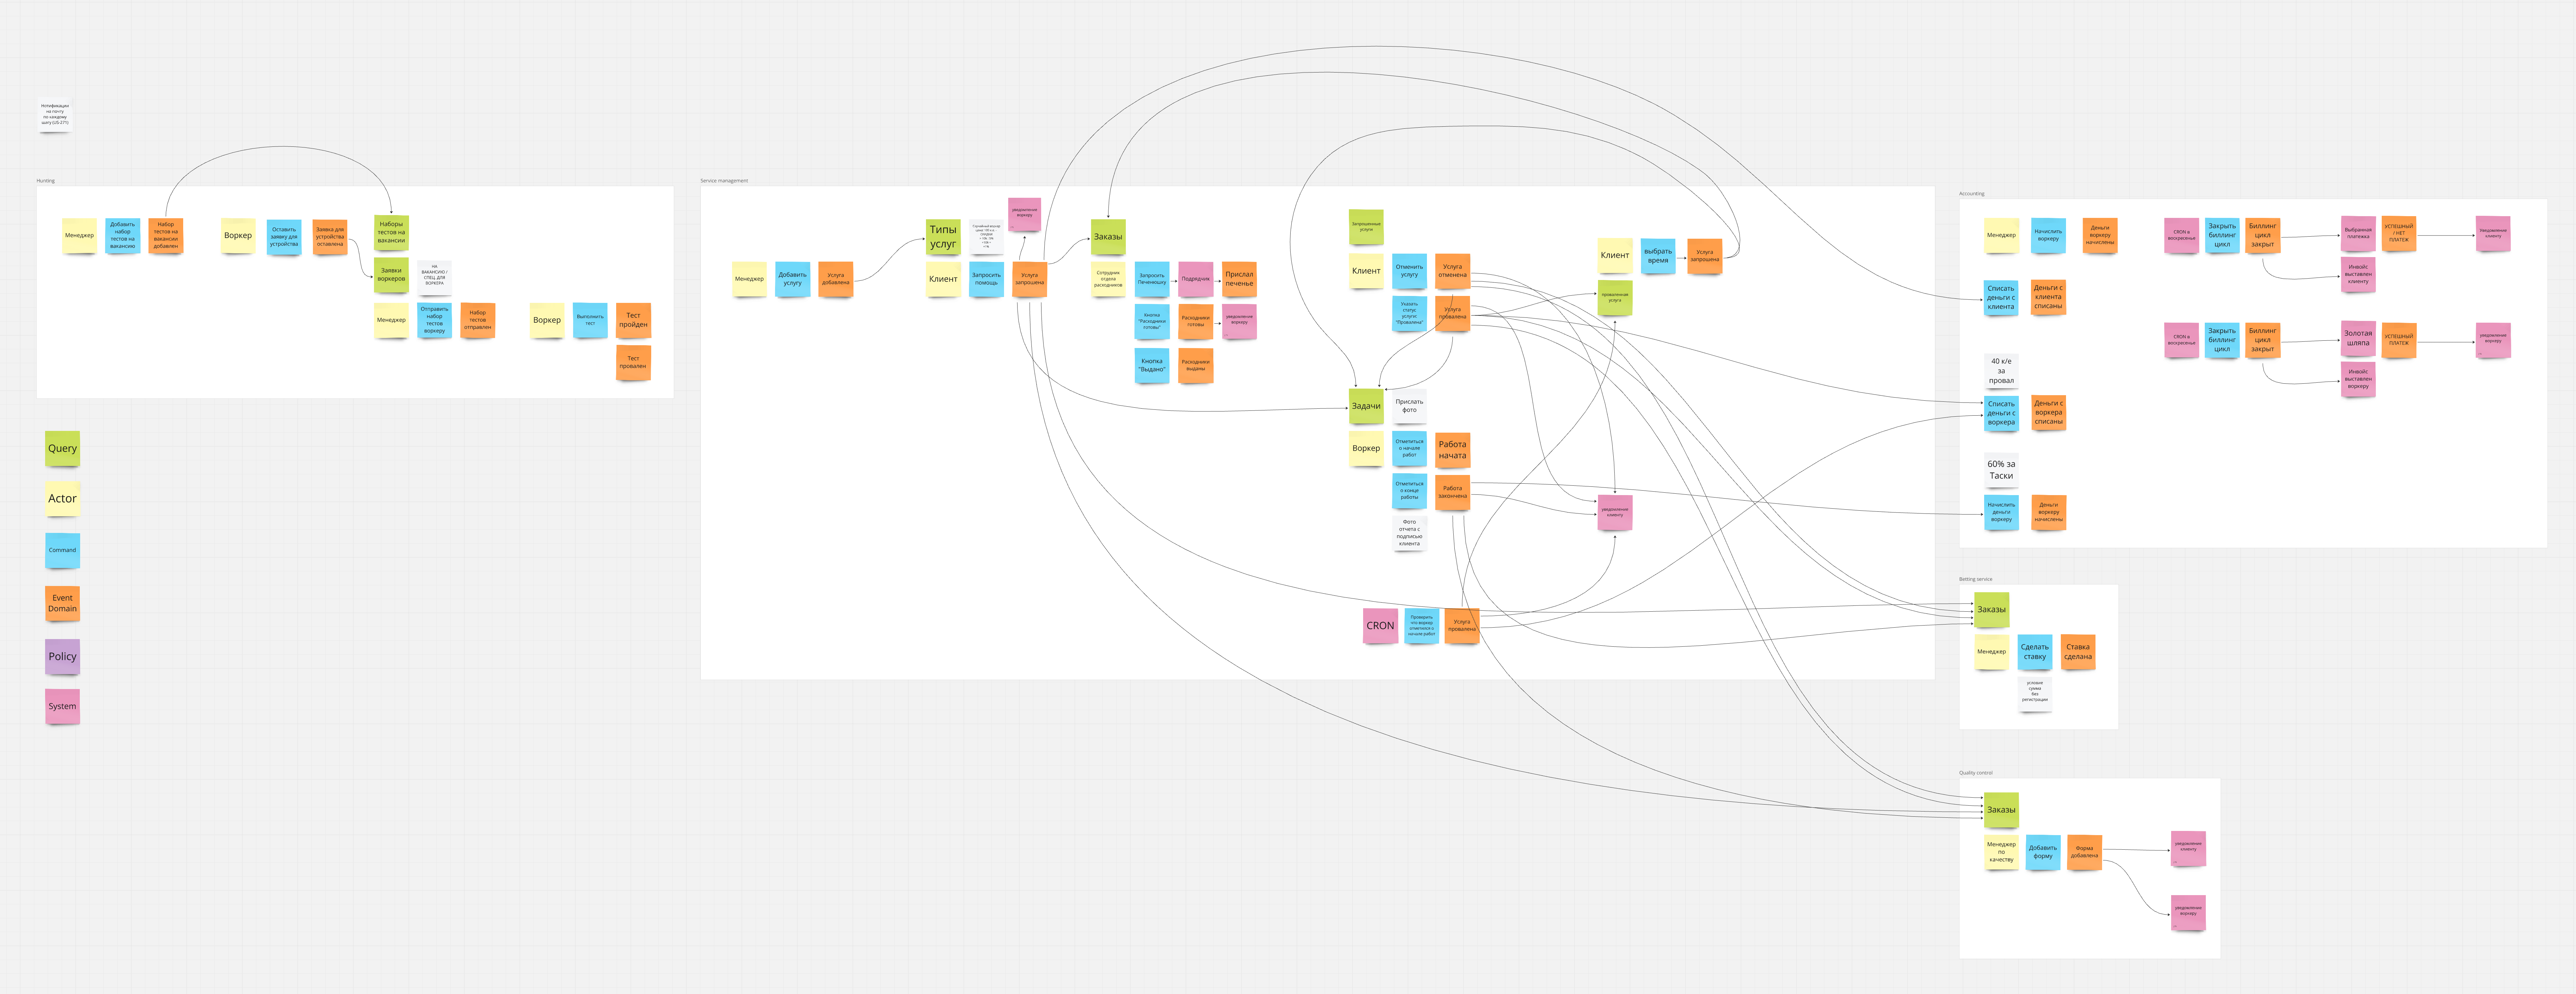 Нотификации
на почту
по каждому
шагу (US-271)
Hunting
Менеджер
Добавить
набор
тестов на
вакансию
Набор
тестов на
вакансии
добавлен
Воркер
Оставить
заявку для
устройства
Заявка для
устройства
оставлена
Наборы
тестов на
вакансии
Заявки
воркеров
НА
ВАКАНСИЮ /
СПЕЦ ДЛЯ
ВОРКЕРА
Менеджер
Отправить
набор
тестов
воркеру
Набор
тестов
отправлен
Воркер
Выполнить
тест
Тест
пройден
Тест
провален
Query
Actor
Command
Event
Domain
Policy
System
Service management
Менеджер
Добавить
услугу
Услуга
добавлена
Типы
услуг
уведомление
воркеру
Клиент
Запросить
помощь
Услуга
запрошена
Заказы
Сотрудник
отдела
расходников
Запросить
Печенюшку
Подрядчик
Прислал
печенье
Кнопка
"Расходники
готовы"
Расходники
готовы
уведомление
воркеру
Кнопка
"Выдано"
Расходники
выданы
Запрошенные
услуги
Клиент
Отменить
услугу
Услуга
отменена
Указать
статус
услуги
"Провалена"
Услуга
провалена
Клиент
выбрать
время
Услуга
запрошена
проваленная
услуга
Задачи
Прислать
фото
Воркер
Отметиться
о начале
работ
Работа
начата
Отметиться
о конце
работы
Работа
закончена
Фото
отчета с
подписью
клиента
уведомление
клиенту
CRON
Проверить
что воркер
отметился о
начале работ
Услуга
провалена
Accounting
Менеджер
Начислить
воркеру
Деньги
воркеру
начислены
CRON в
воскресенье
Закрыть
биллинг
цикл
Биллинг
цикл
закрыт
Выбранная
платежка
УСПЕШНЫЙ
/ НЕТ
ПЛАТЕЖ
Уведомление
клиенту
Инвойс
выставлен
клиенту
Списать
деньги с
клиента
Деньги с
клиента
списаны
CRON в
воскресенье
Закрыть
биллинг
цикл
Биллинг
цикл
закрыт
Золотая
шляпа
УСПЕШНЫЙ
ПЛАТЕЖ
уведомление
воркеру
Инвойс
выставлен
воркеру
40 к/е
за
провал
Списать
деньги с
воркера
Деньги с
воркера
списаны
60% за
Таски
Начислить
деньги
воркеру
Деньги
воркеру
начислены
Betting service
Заказы
Менеджер
Сделать
ставку
Ставка
сделана
условие
сумма
без
регистрации
Quality control
Заказы
Менеджер
по
качеству
Добавить
форму
Форма
добавлена
уведомление
клиенту
уведомление
воркеру